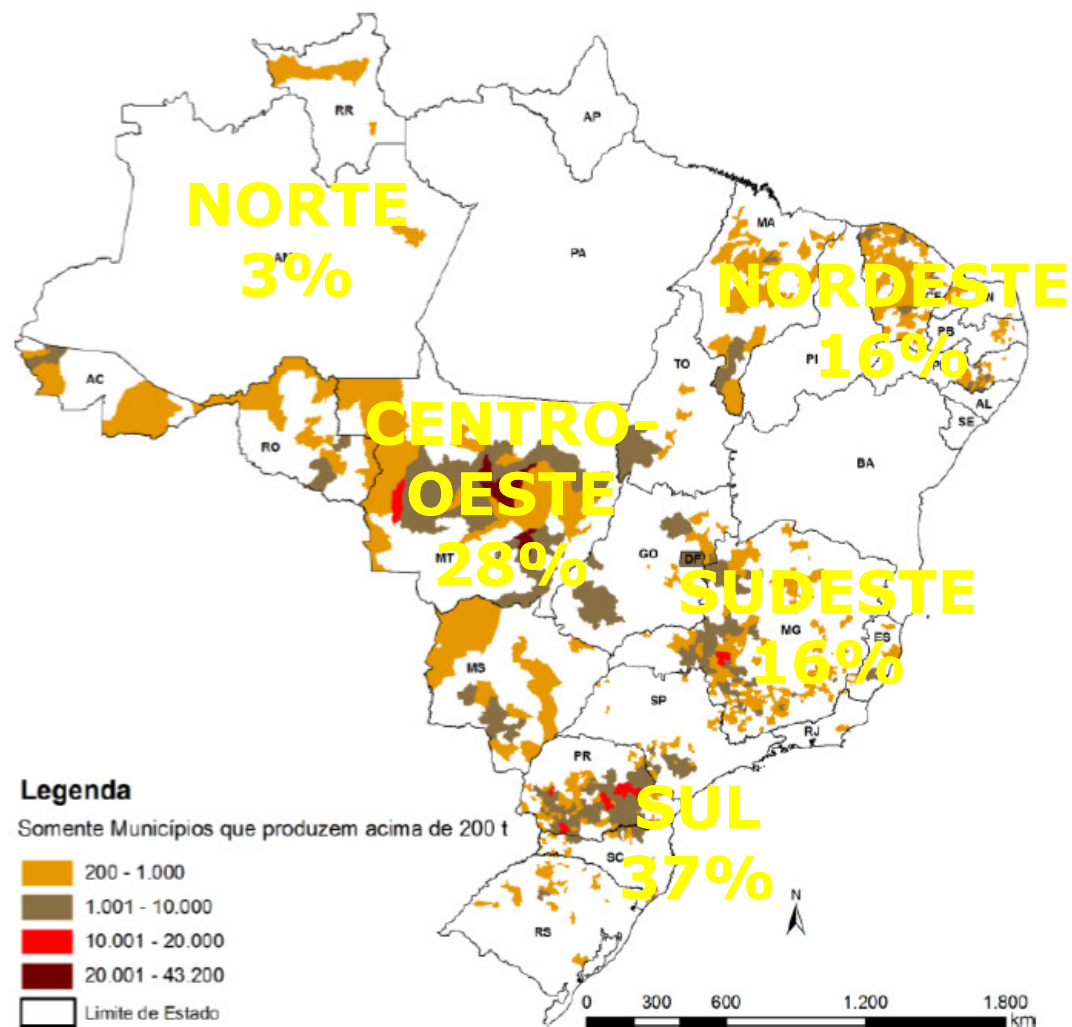 RR
AP
NORTE
3%
AM
PA
MA
NORDESTE
16%
CE
PB
PI
AL
SE
TO
BA
AC
RO
CENTRO-
OESTE
28%
MT
GO
DF
SUDESTE
16%
MG
ES
MS
SP
RJ
PR
SUL
37%
SC
RS
Legenda
Somente Municípios que produzem acima de 200 t
200 - 1.000
1.001 - 10.000
10.001 - 20.000
20.001 - 43.200
Limite de Estado
N
0 300 600 1.200 1.800
km